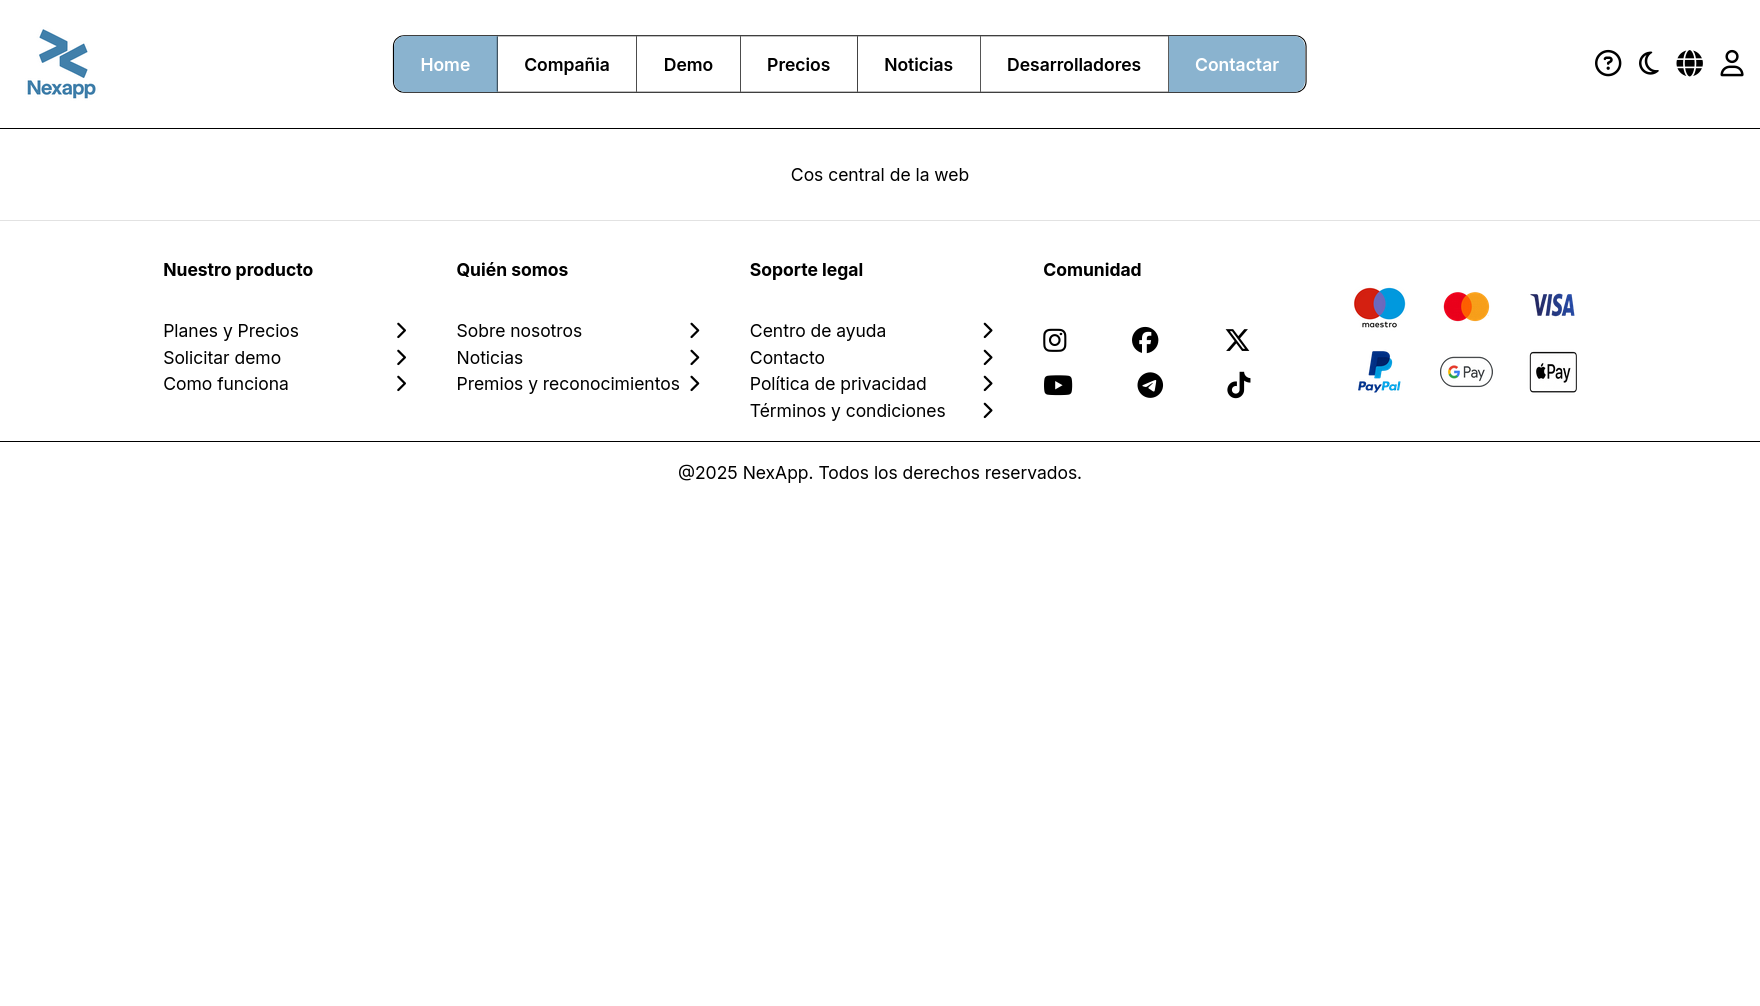 Nexapp
Home Compañia Demo Precios Noticias Desarrolladores Contactar
Cos central de la web
Nuestro producto
Planes y Precios
Solicitar demo
Como funciona
Quién somos
Sobre nosotros
Noticias
Premios y reconocimientos
Soporte legal
Centro de ayuda
Contacto
Política de privacidad
Términos y condiciones
Comunidad
maestro
VISA
PayPal
G Pay
Pay
@2025 NexApp. Todos los derechos reservados.